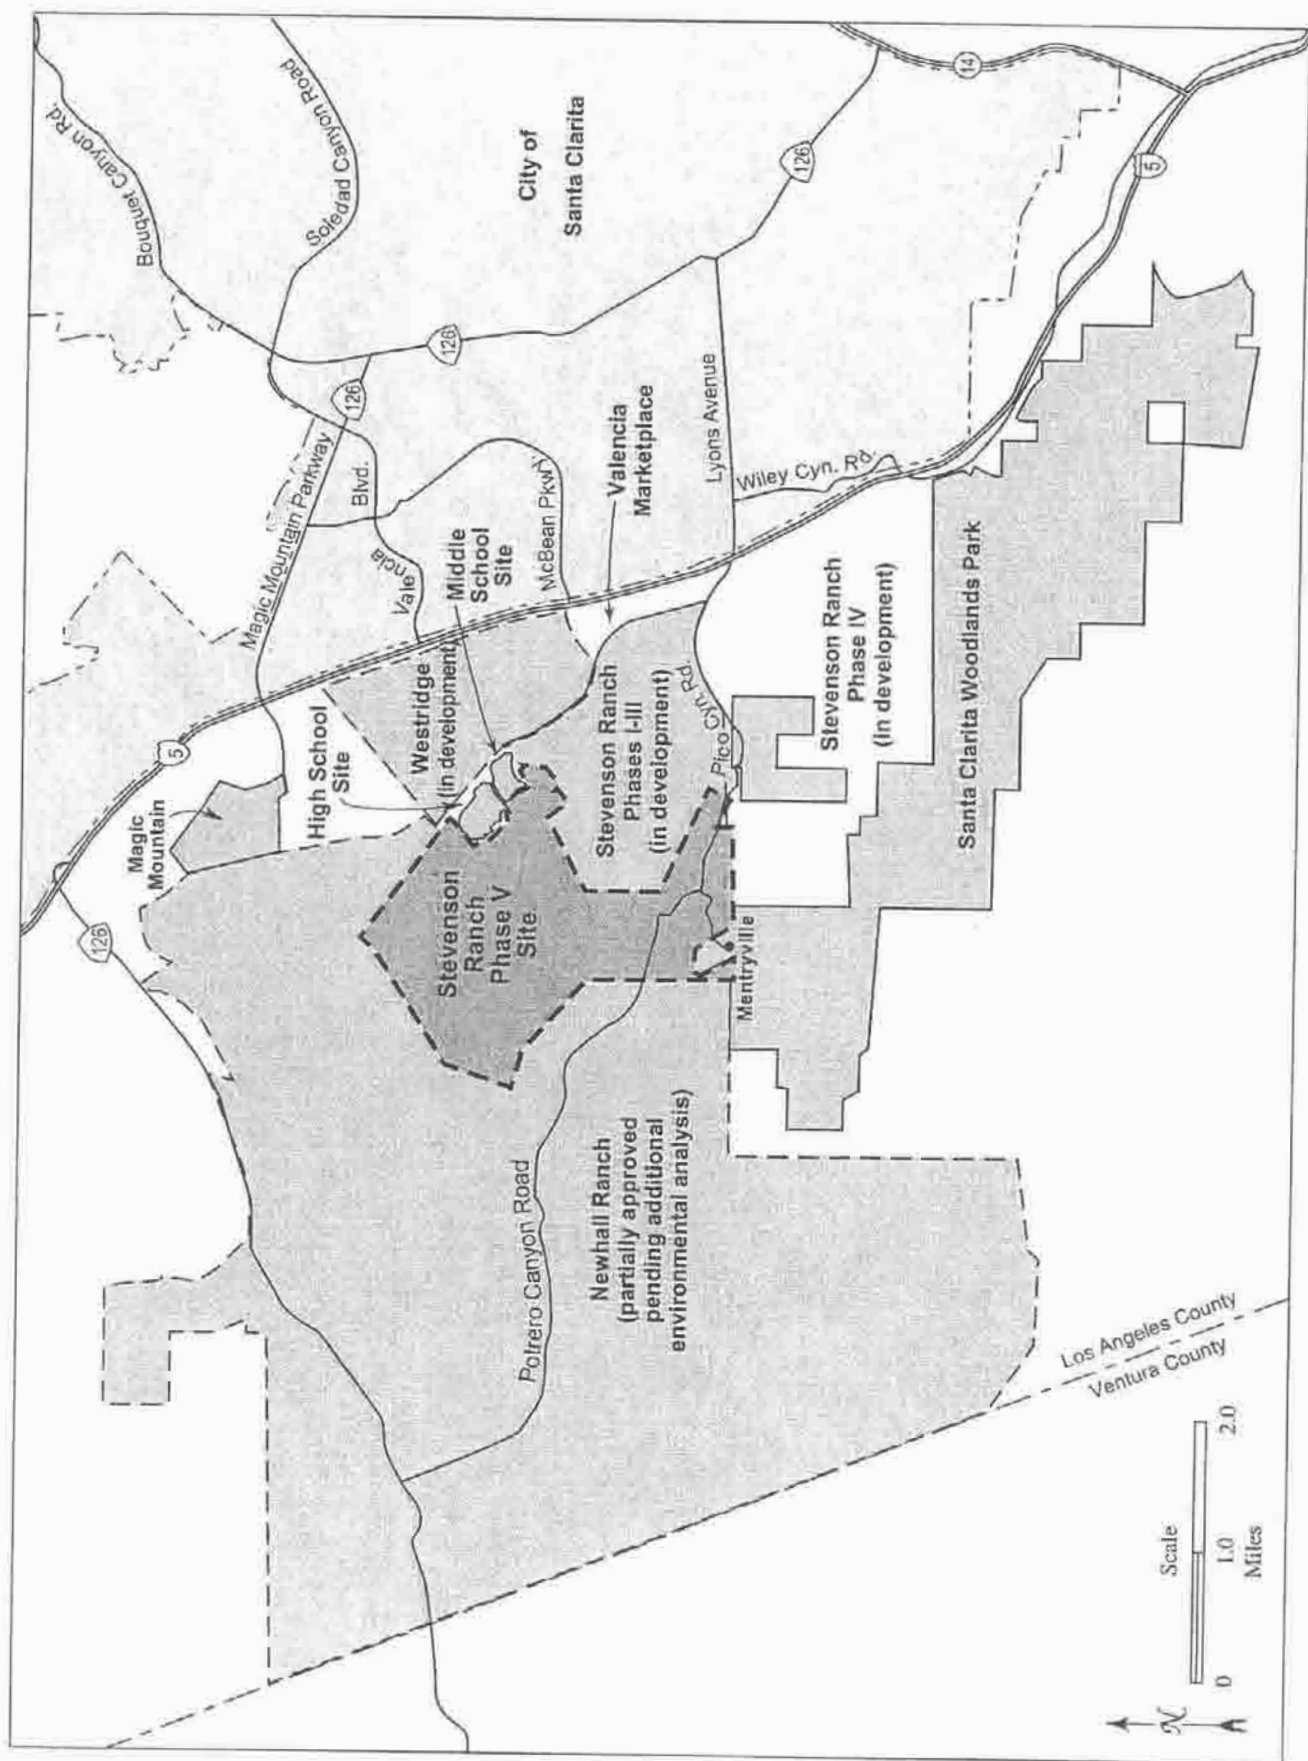 Bouquet Canyon Rd.
Soledad Canyon Road
City of
Santa Clarita
14
126
5
126
126
Magic Mountain Parkway
Valencia
Blvd.
McBean Pkwy.
Valencia
Marketplace
Lyons Avenue
Wiley Cyn. Rd.
5
126
Magic
Mountain
High School
Site
Westridge
(in development)
Middle
School
Site
Stevenson
Ranch
Phase V
Site
Stevenson Ranch
Phases I-III
(in development)
Pico Cyn. Rd.
Stevenson Ranch
Phase IV
(in development)
Santa Clarita Woodlands Park
Mentryville
Potrero Canyon Road
Newhall Ranch
(partially approved
pending additional
environmental analysis)
Los Angeles County
Ventura County
N
Scale
0 1.0 2.0
Miles